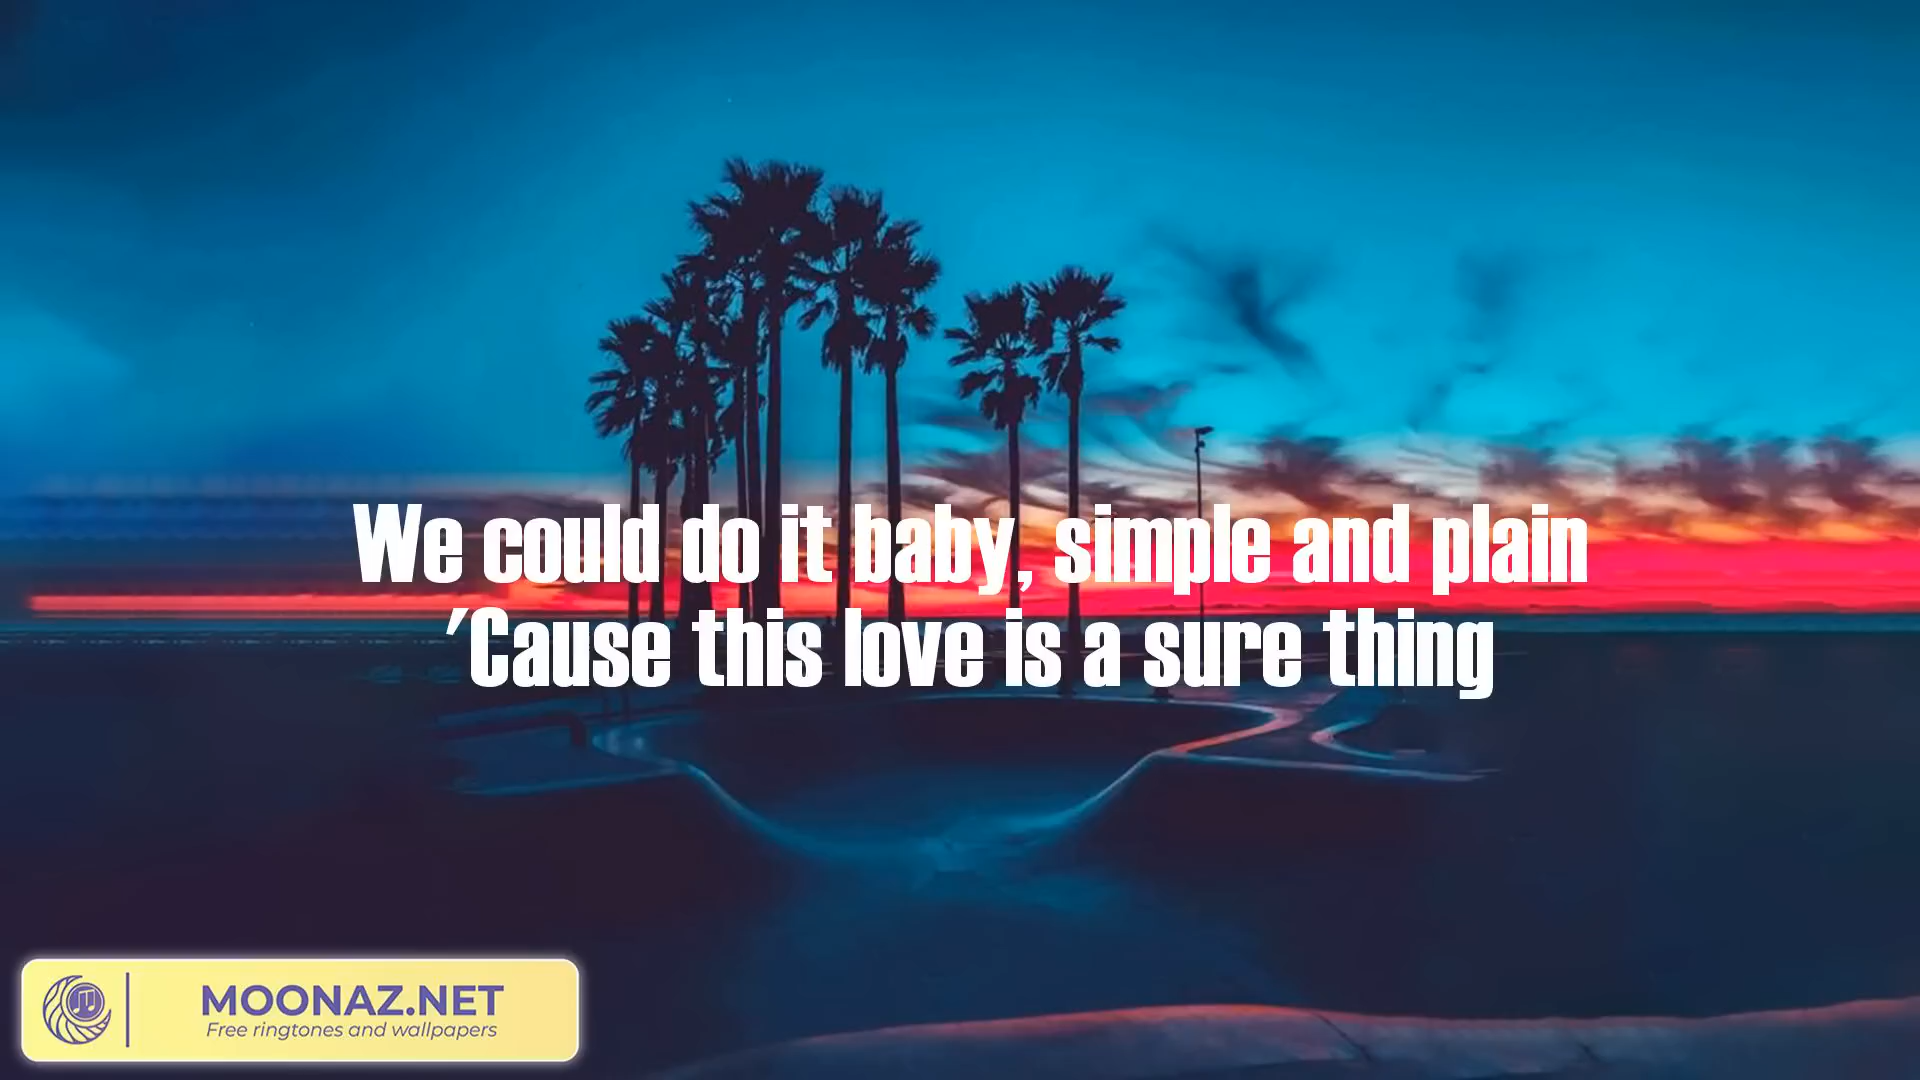 We could do it baby, simple and plain
'Cause this love is a sure thing
MOONAZ.NET
Free ringtones and wallpapers